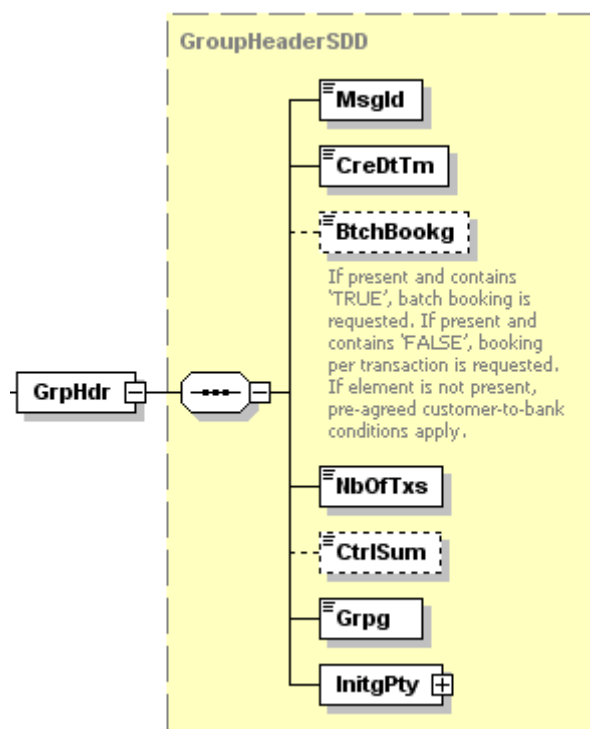 GroupHeaderSDD
MsgId
CreDtTm
BtchBookg
If present and contains
'TRUE', batch booking is
requested. If present and
contains 'FALSE', booking
per transaction is requested.
If element is not present,
pre-agreed customer-to-bank
conditions apply.
GrpHdr
NbOfTxs
CtrlSum
Grpg
InitgPty